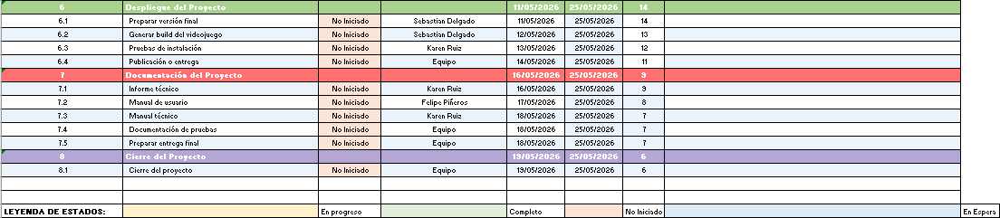 6 Despliegue del Proyecto 11/05/2026 25/05/2026 14
6.1 Preparar versión final No Iniciado Sebastian Delgado 11/05/2026 25/05/2026 14
6.2 Generar build del videojuego No Iniciado Sebastian Delgado 12/05/2026 25/05/2026 13
6.3 Pruebas de instalación No Iniciado Karen Ruiz 13/05/2026 25/05/2026 12
6.4 Publicación o entrega No Iniciado Equipo 14/05/2026 25/05/2026 11
7 Documentación del Proyecto 16/05/2026 25/05/2026 9
7.1 Informe técnico No Iniciado Karen Ruiz 16/05/2026 25/05/2026 9
7.2 Manual de usuario No Iniciado Felipe Piñeros 17/05/2026 25/05/2026 8
7.3 Manual técnico No Iniciado Karen Ruiz 18/05/2026 25/05/2026 7
7.4 Documentación de pruebas No Iniciado Equipo 18/05/2026 25/05/2026 7
7.5 Preparar entrega final No Iniciado Equipo 18/05/2026 25/05/2026 7
8 Cierre del Proyecto 19/05/2026 25/05/2026 6
8.1 Cierre del proyecto No Iniciado Equipo 19/05/2026 25/05/2026 6
LEYENDA DE ESTADOS: En progreso Completo No Iniciado En Espera